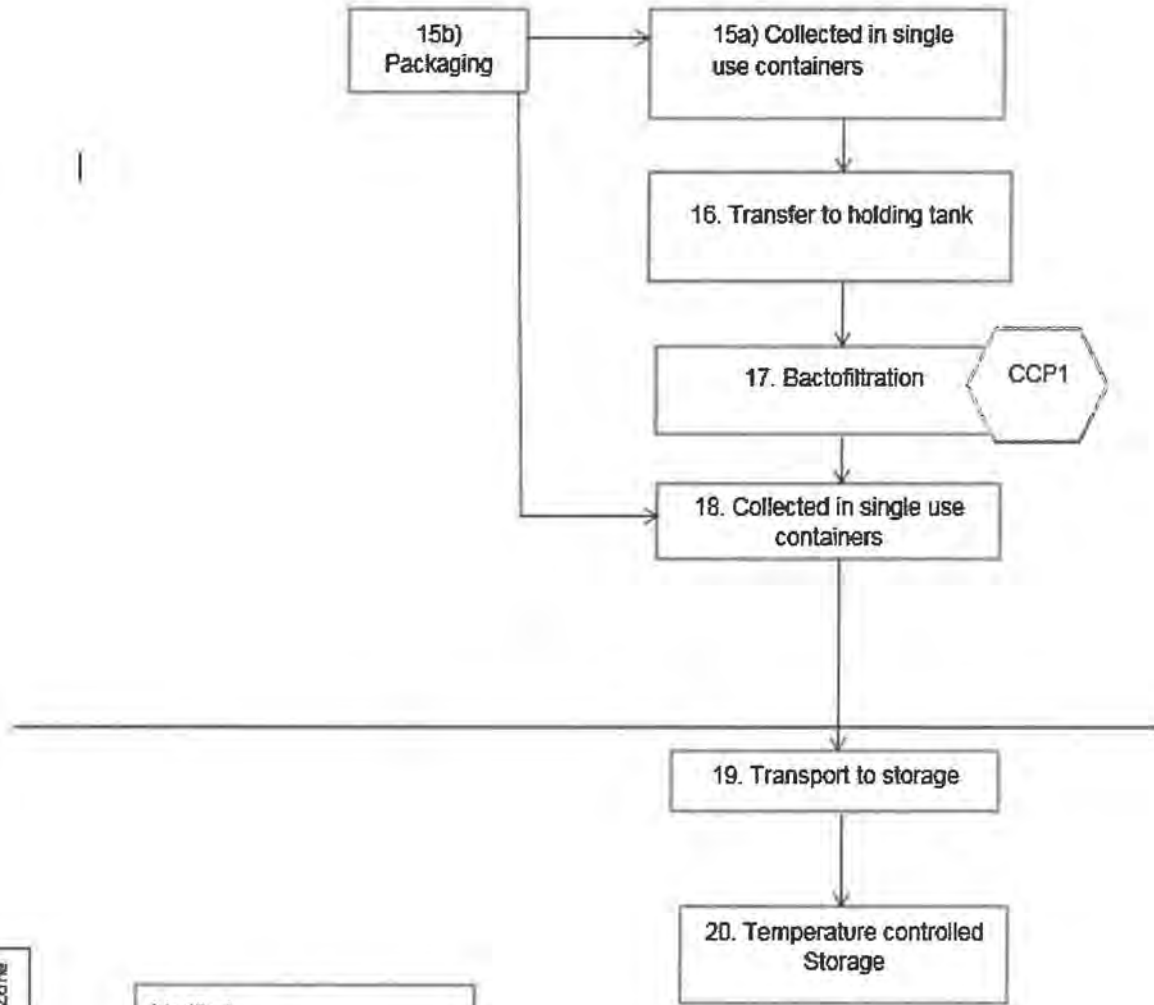 15b)
Packaging
15a) Collected in single
use containers
16. Transfer to holding tank
17. Bactofiltration
CCP1
18. Collected in single use
containers
19. Transport to storage
20. Temperature controlled
Storage